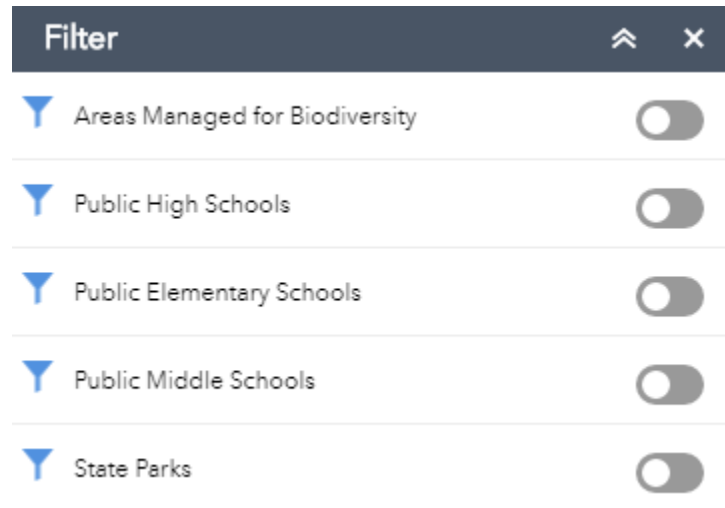 Filter
Areas Managed for Biodiversity
Public High Schools
Public Elementary Schools
Public Middle Schools
State Parks